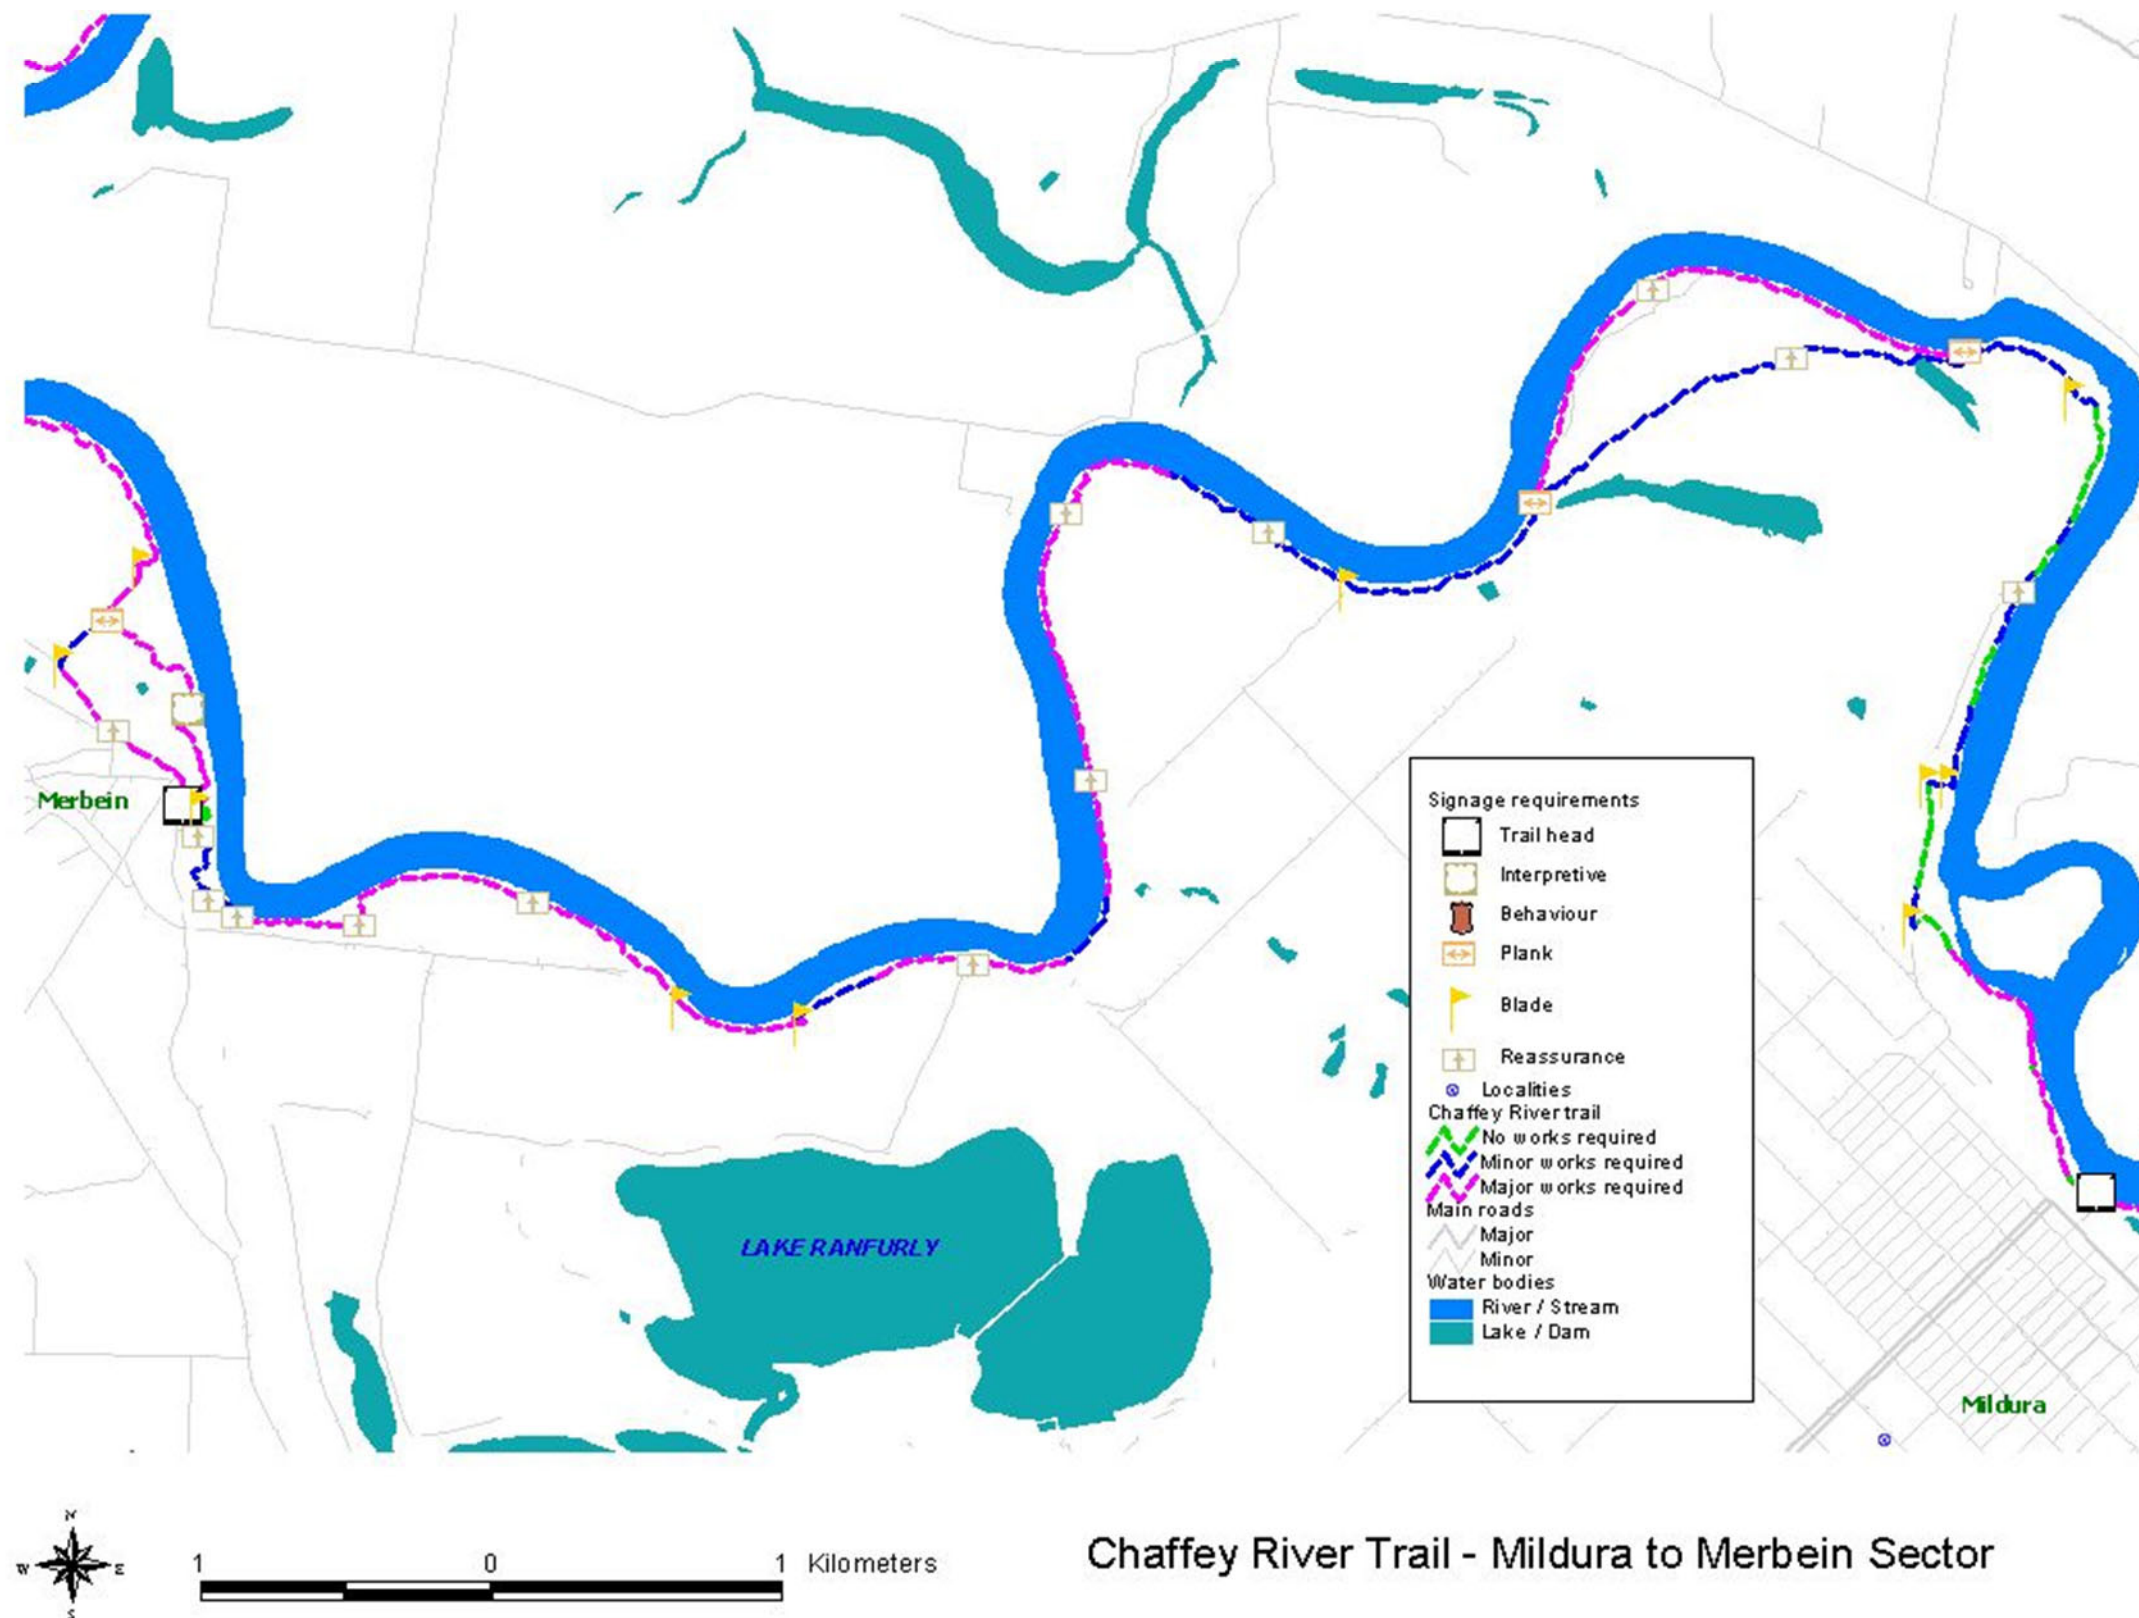 Merbein
Signage requirements
Trail head
Interpretive
Behaviour
Plank
Blade
Reassurance
Localities
Chaffey River trail
No works required
Minor works required
Major works required
Main roads
Major
Minor
Water bodies
River / Stream
Lake / Dam
LAKE RANFURLY
Mildura
N
W E
S
1 0 1 Kilometers
Chaffey River Trail - Mildura to Merbein Sector